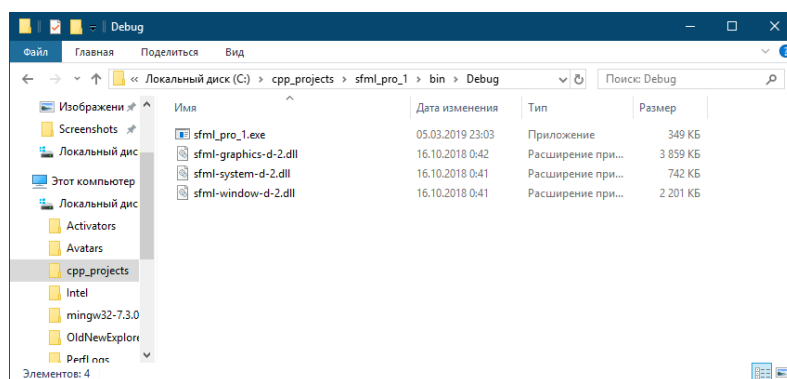 Debug
Файл Главная Поделиться Вид
« Локальный диск (C:) > cpp_projects > sfml_pro_1 > bin > Debug Поиск: Debug
Изображени Имя Дата изменения Тип Размер
Screenshots sfml_pro_1.exe 05.03.2019 23:03 Приложение 349 КБ
Локальный дис sfml-graphics-d-2.dll 16.10.2018 0:42 Расширение при... 3 859 КБ
sfml-system-d-2.dll 16.10.2018 0:41 Расширение при... 742 КБ
Этот компьютер sfml-window-d-2.dll 16.10.2018 0:41 Расширение при... 2 201 КБ
Локальный дис
Activators
Avatars
cpp_projects
Intel
mingw32-7.3.0
OldNewExplore
PerfLogs
Элементов: 4